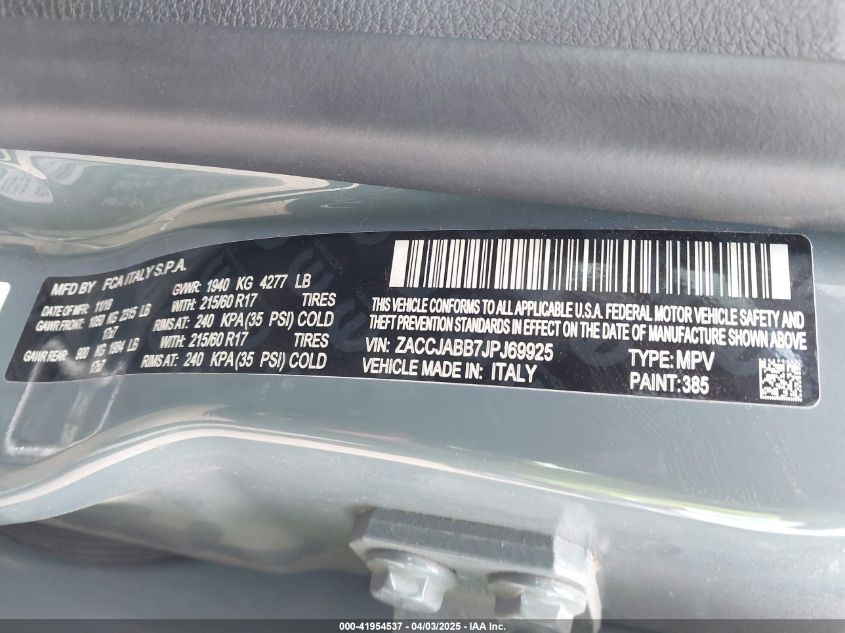 MFD BY FCA ITALY S.P.A.
DATE OF MFR: 11/18 GVWR: 1940 KG 4277 LB
GAWR FRONT: 1050 KG 2315 LB WITH: 215/60 R17 TIRES
17x7 RIMS AT: 240 KPA(35 PSI) COLD
GAWR REAR: 900 KG 1984 LB WITH: 215/60 R17 TIRES
17x7 RIMS AT: 240 KPA(35 PSI) COLD
THIS VEHICLE CONFORMS TO ALL APPLICABLE U.S.A. FEDERAL MOTOR VEHICLE SAFETY AND
THEFT PREVENTION STANDARDS IN EFFECT ON THE DATE OF MANUFACTURE SHOWN ABOVE
VIN: ZACCJABB7JPJ69925 TYPE: MPV
VEHICLE MADE IN: ITALY PAINT:385
000-41954537 - 04/03/2025 - IAA Inc.